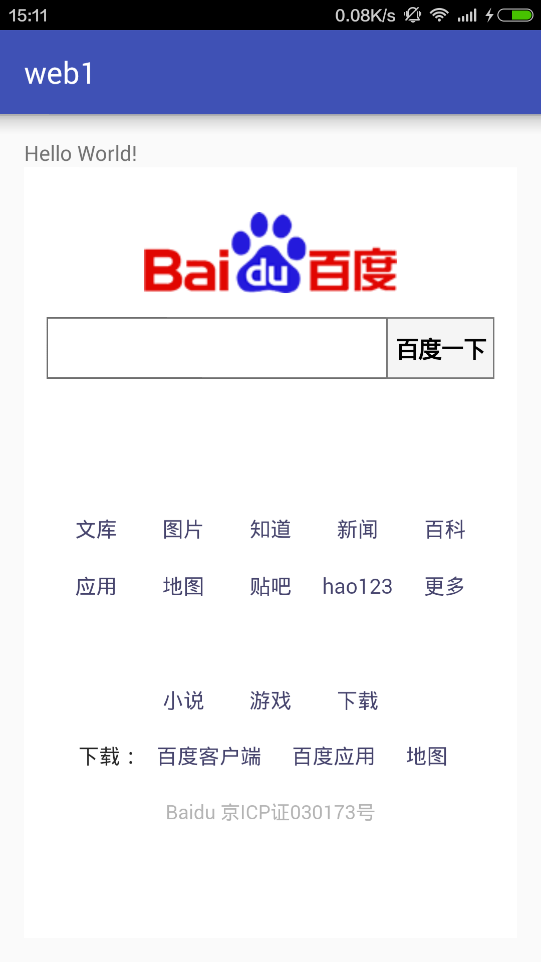 15:11 0.08K/s
web1
Hello World!
Bai du 百度
百度一下
文库 图片 知道 新闻 百科
应用 地图 贴吧 hao123 更多
小说 游戏 下载
下载： 百度客户端 百度应用 地图
Baidu 京ICP证030173号